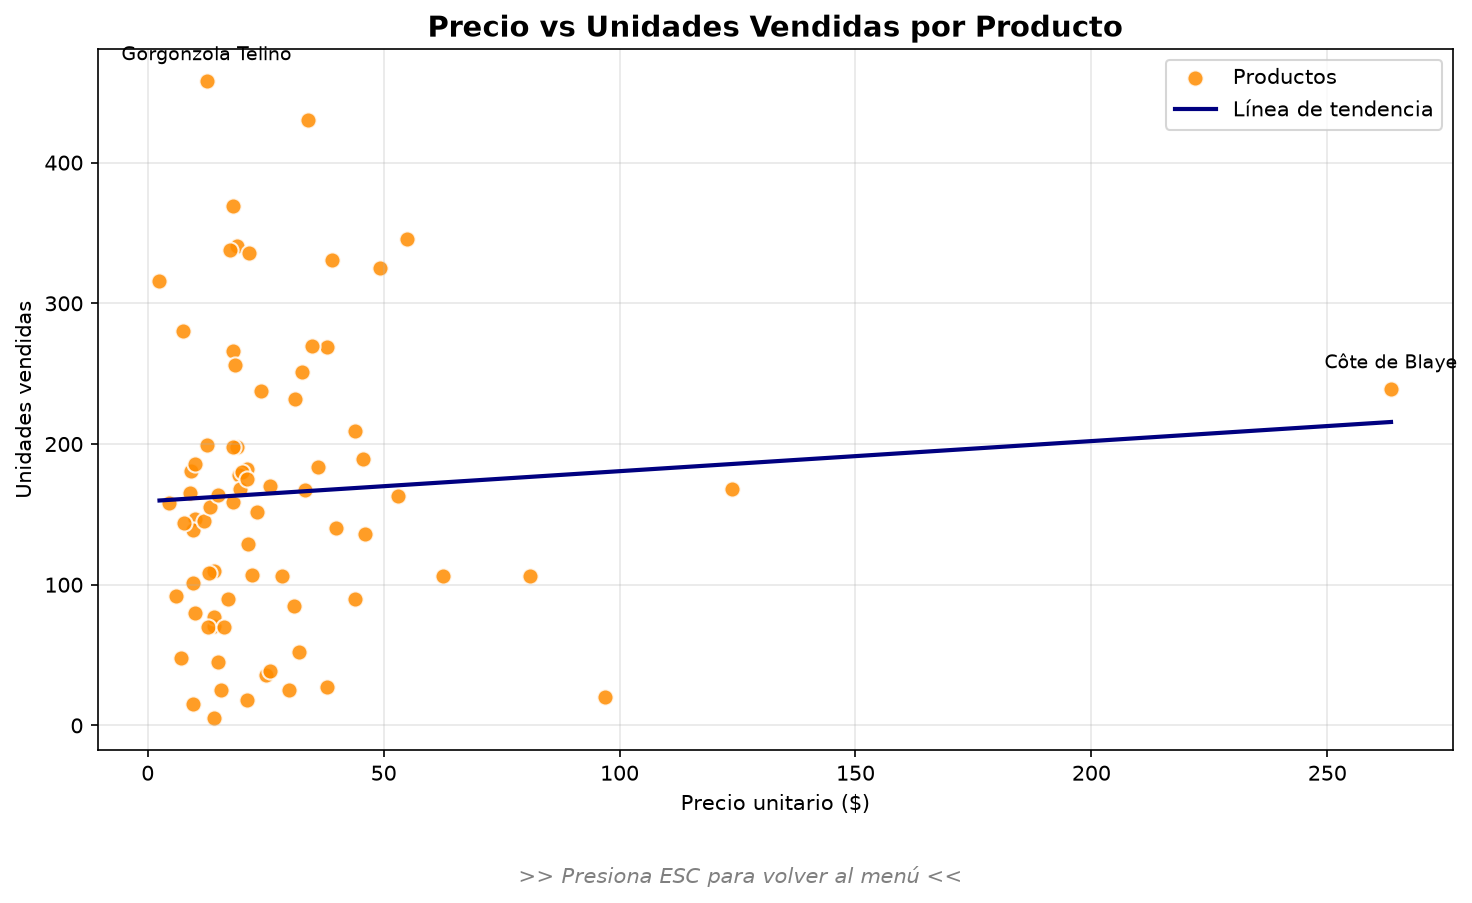 Precio vs Unidades Vendidas por Producto
Gorgonzola Telino
Productos
Línea de tendencia
Côte de Blaye
Unidades vendidas
400
300
200
100
0
0 50 100 150 200 250
Precio unitario ($)
>> Presiona ESC para volver al menú <<